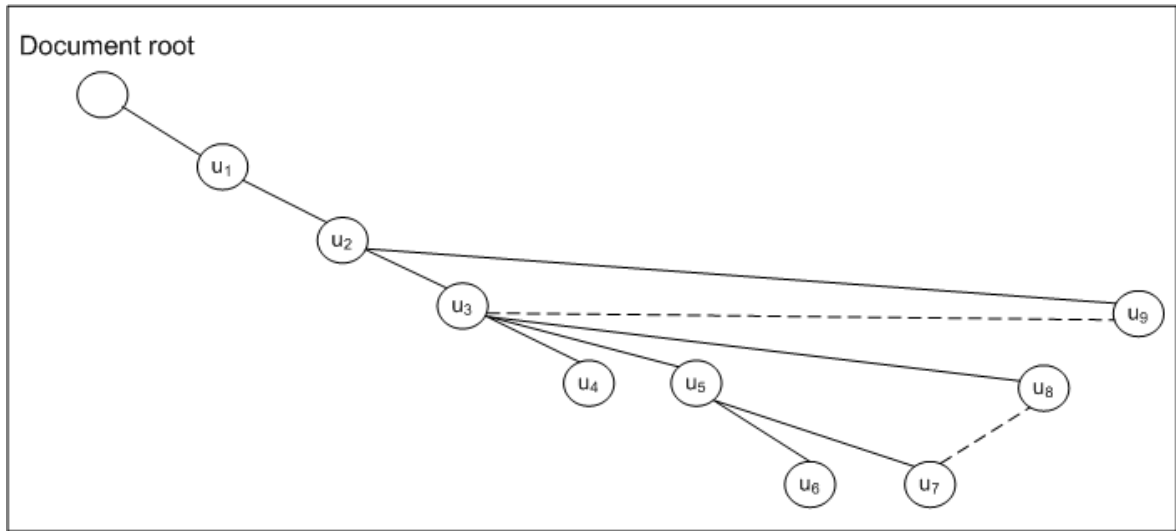 Document root
u₁
u₂
u₃
u₉
u₄
u₅
u₈
u₆
u₇